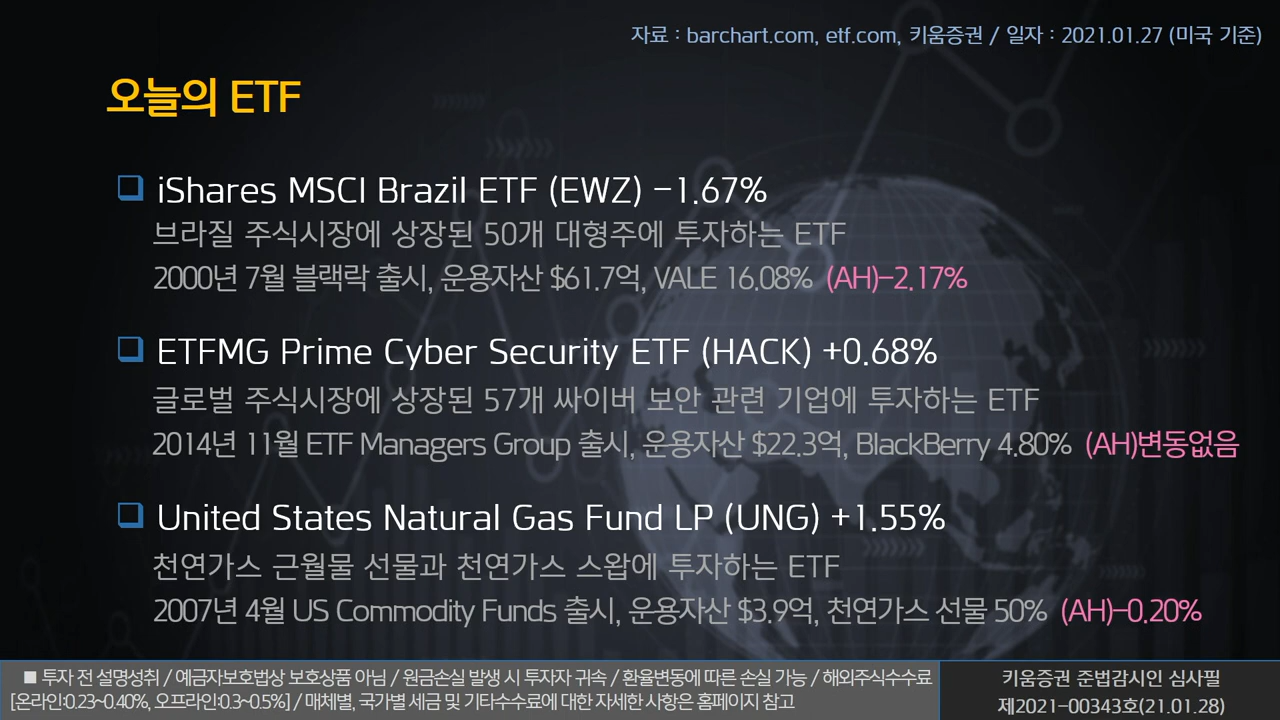 자료 : barchart.com, etf.com, 키움증권 / 일자 : 2021.01.27 (미국 기준)
오늘의 ETF
❑ iShares MSCI Brazil ETF (EWZ) -1.67%
브라질 주식시장에 상장된 50개 대형주에 투자하는 ETF
2000년 7월 블랙락 출시, 운용자산 $61.7억, VALE 16.08% (AH)-2.17%
❑ ETFMG Prime Cyber Security ETF (HACK) +0.68%
글로벌 주식시장에 상장된 57개 싸이버 보안 관련 기업에 투자하는 ETF
2014년 11월 ETF Managers Group 출시, 운용자산 $22.3억, BlackBerry 4.80% (AH)변동없음
❑ United States Natural Gas Fund LP (UNG) +1.55%
천연가스 근월물 선물과 천연가스 스왑에 투자하는 ETF
2007년 4월 US Commodity Funds 출시, 운용자산 $3.9억, 천연가스 선물 50% (AH)-0.20%
■ 투자 전 설명성취 / 예금자보호법상 보호상품 아님 / 원금손실 발생 시 투자자 귀속 / 환율변동에 따른 손실 가능 / 해외주식수수료
[온라인:0.23~0.40%, 오프라인:0.3~0.5%] / 매체별, 국가별 세금 및 기타수수료에 대한 자세한 사항은 홈페이지 참고
키움증권 준법감시인 심사필
제2021-00343호(21.01.28)